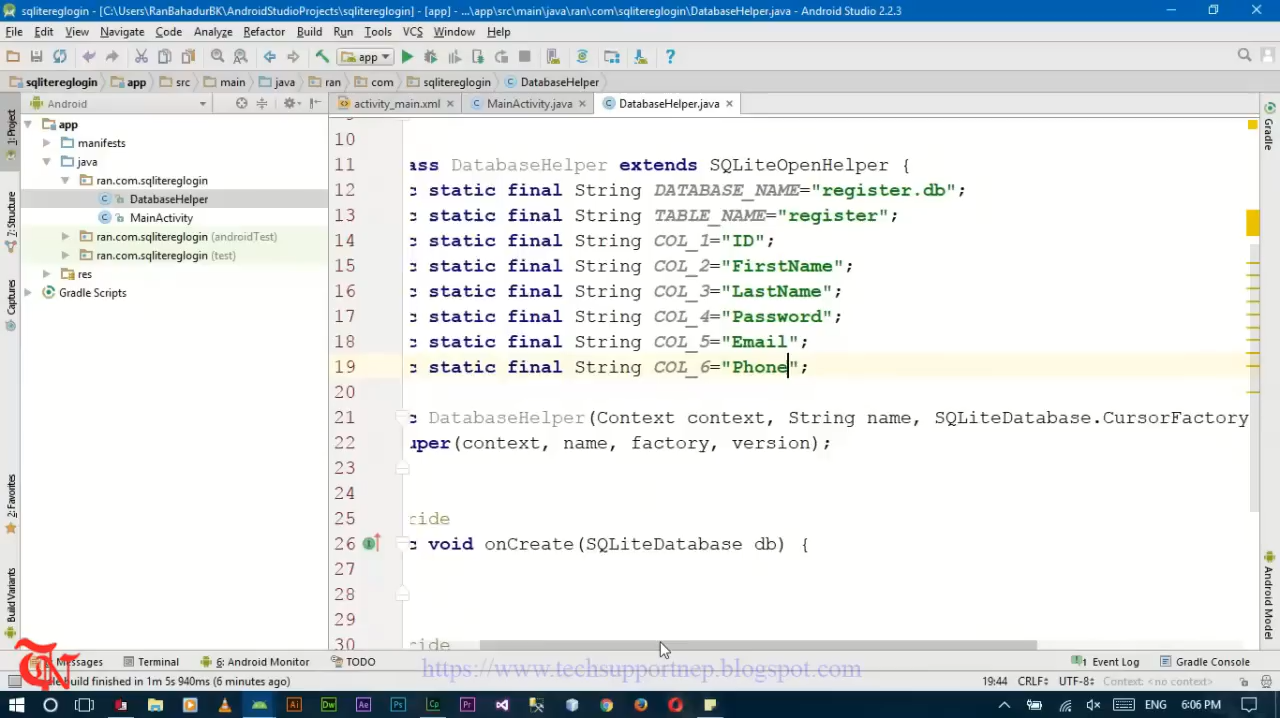 sqlitereglogin - [C:\Users\RanBahadurBK\AndroidStudioProjects\sqlitereglogin] - [app] - ...\app\src\main\java\ran\com\sqlitereglogin\DatabaseHelper.java - Android Studio 2.2.3
File Edit View Navigate Code Analyze Refactor Build Run Tools VCS Window Help
app
sqlitereglogin app src main java ran com sqlitereglogin DatabaseHelper
Android activity_main.xml MainActivity.java DatabaseHelper.java
1: Project
7: Structure
Captures
2: Favorites
Build Variants
Gradle
Android Model
app
manifests
java
ran.com.sqlitereglogin
DatabaseHelper
MainActivity
ran.com.sqlitereglogin (androidTest)
ran.com.sqlitereglogin (test)
res
Gradle Scripts
10
11 ass DatabaseHelper extends SQLiteOpenHelper {
12 c static final String DATABASE_NAME="register.db";
13 c static final String TABLE_NAME="register";
14 c static final String COL_1="ID";
15 c static final String COL_2="FirstName";
16 c static final String COL_3="LastName";
17 c static final String COL_4="Password";
18 c static final String COL_5="Email";
19 c static final String COL_6="Phone";
20
21 c DatabaseHelper(Context context, String name, SQLiteDatabase.CursorFactory
22 uper(context, name, factory, version);
23
24
25 cide
26 c void onCreate(SQLiteDatabase db) {
27
28
29
30 cide
Messages Terminal 6: Android Monitor TODO 1 Event Log Gradle Console
https://www.techsupportnep.blogspot.com
build finished in 1m 5s 940ms (6 minutes ago) 19:44 CRLF UTF-8 Context: <no context>
ENG 6:06 PM